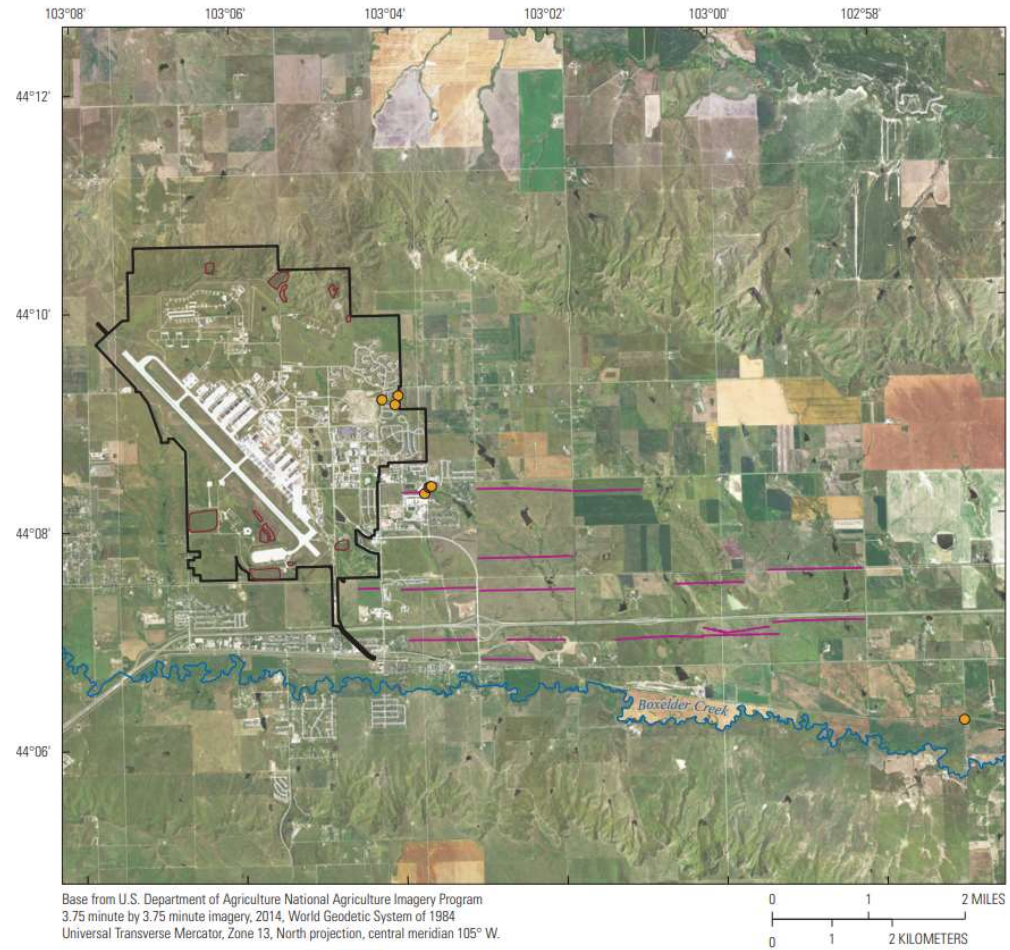 103°08' 103°06' 103°04' 103°02' 103°00' 102°58'
44°12'
44°10'
44°08'
44°06'
Boxelder Creek
Base from U.S. Department of Agriculture National Agriculture Imagery Program
3.75 minute by 3.75 minute imagery, 2014, World Geodetic System of 1984
Universal Transverse Mercator, Zone 13, North projection, central meridian 105° W.
0 1 2 MILES
0 1 2 KILOMETERS